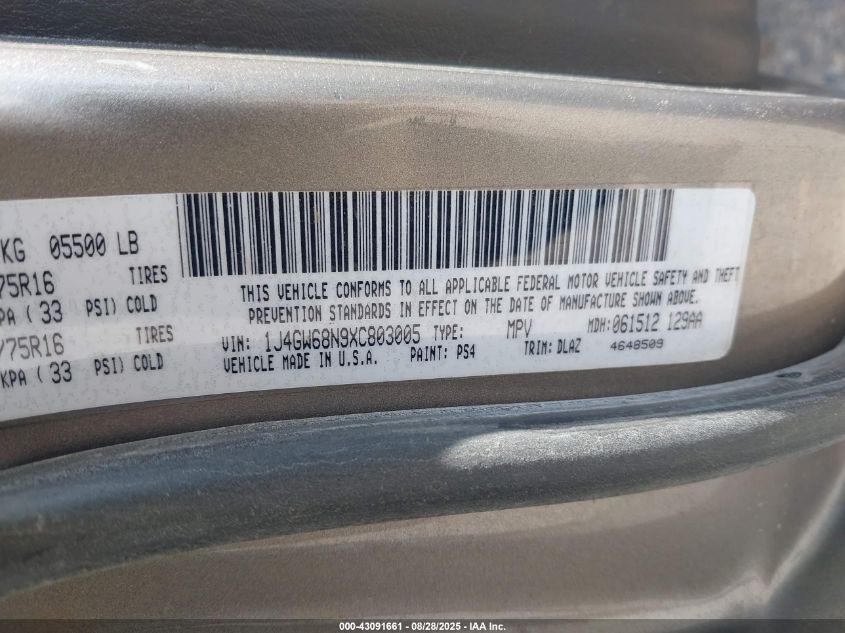 KG 05500 LB
75R16 TIRES
KPA ( 33 PSI) COLD
/75R16 TIRES
KPA ( 33 PSI) COLD
THIS VEHICLE CONFORMS TO ALL APPLICABLE FEDERAL MOTOR VEHICLE SAFETY AND THEFT
PREVENTION STANDARDS IN EFFECT ON THE DATE OF MANUFACTURE SHOWN ABOVE.
VIN: 1J4GW68N9XC803005 TYPE: MPV MDH: 061512 129AA
VEHICLE MADE IN U.S.A. PAINT: PS4 TRIM: DLAZ 4648509
000-43091661 | 08/28/2025 - IAA Inc.